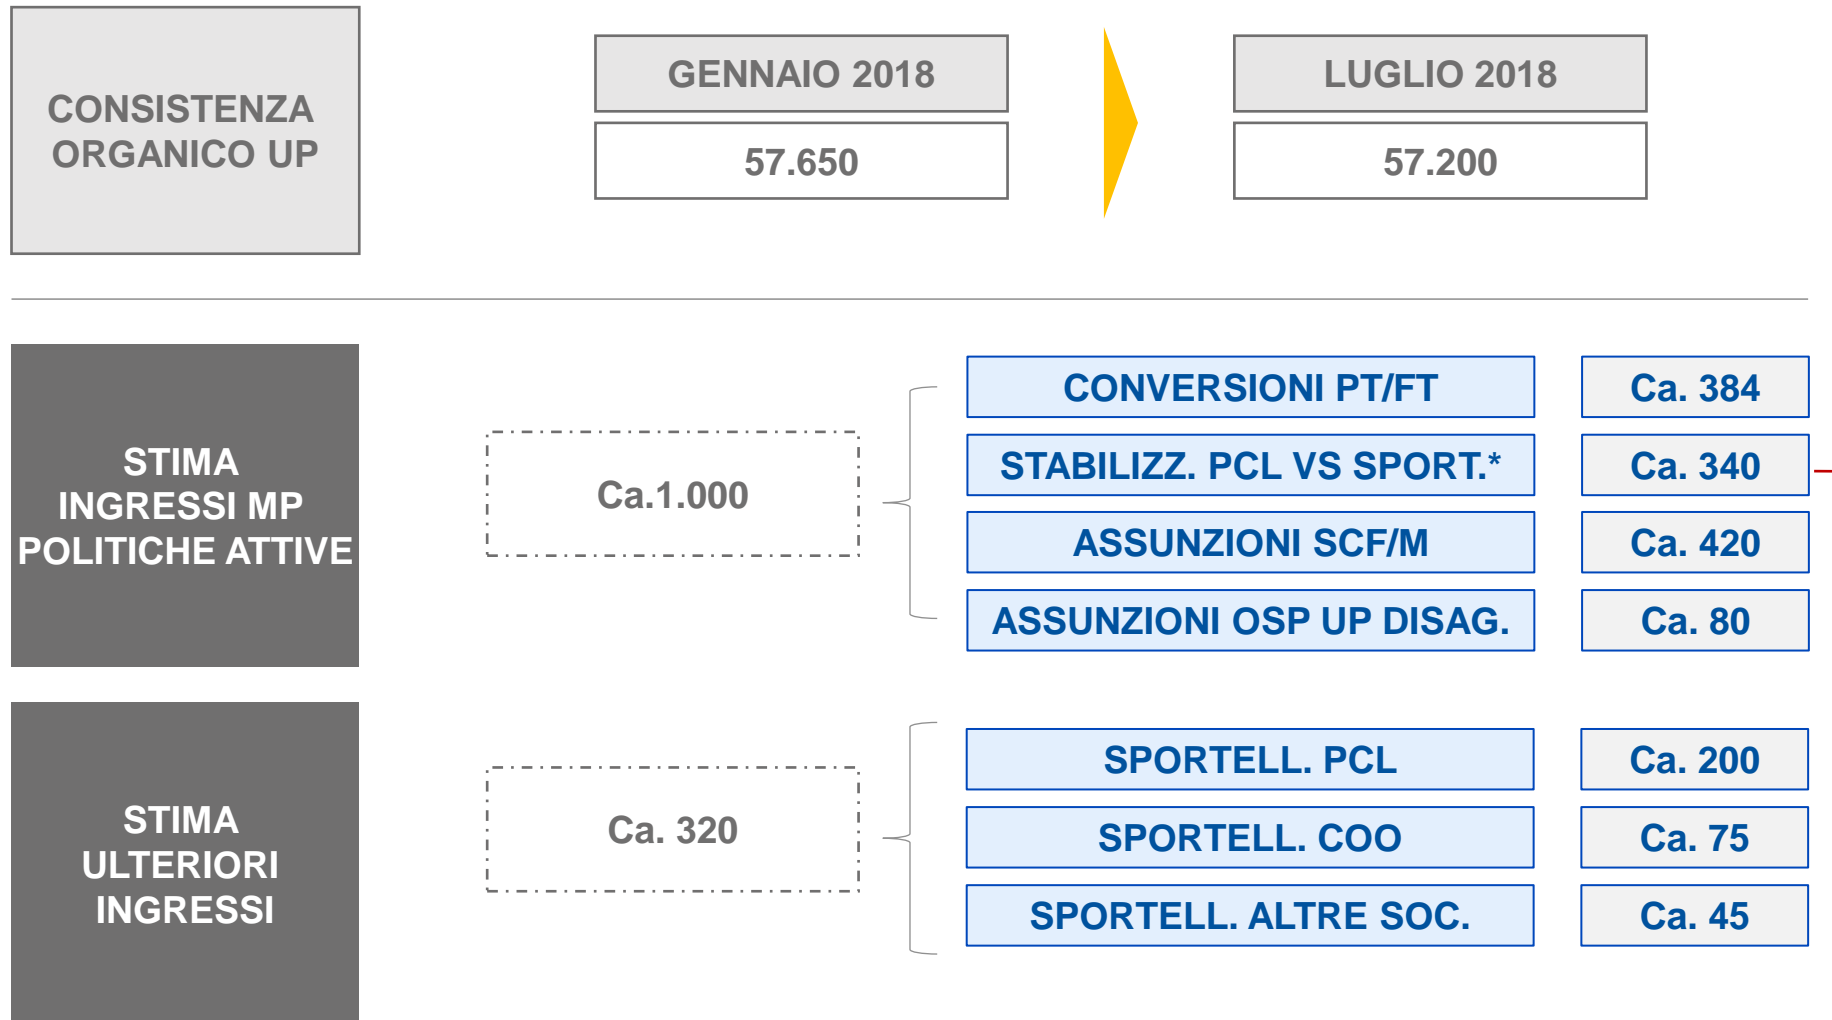 CONSISTENZA
ORGANICO UP
GENNAIO 2018
57.650
LUGLIO 2018
57.200
STIMA
INGRESSI MP
POLITICHE ATTIVE
Ca.1.000
CONVERSIONI PT/FT
Ca. 384
STABILIZZ. PCL VS SPORT.*
Ca. 340
ASSUNZIONI SCF/M
Ca. 420
ASSUNZIONI OSP UP DISAG.
Ca. 80
STIMA
ULTERIORI
INGRESSI
Ca. 320
SPORTELL. PCL
Ca. 200
SPORTELL. COO
Ca. 75
SPORTELL. ALTRE SOC.
Ca. 45